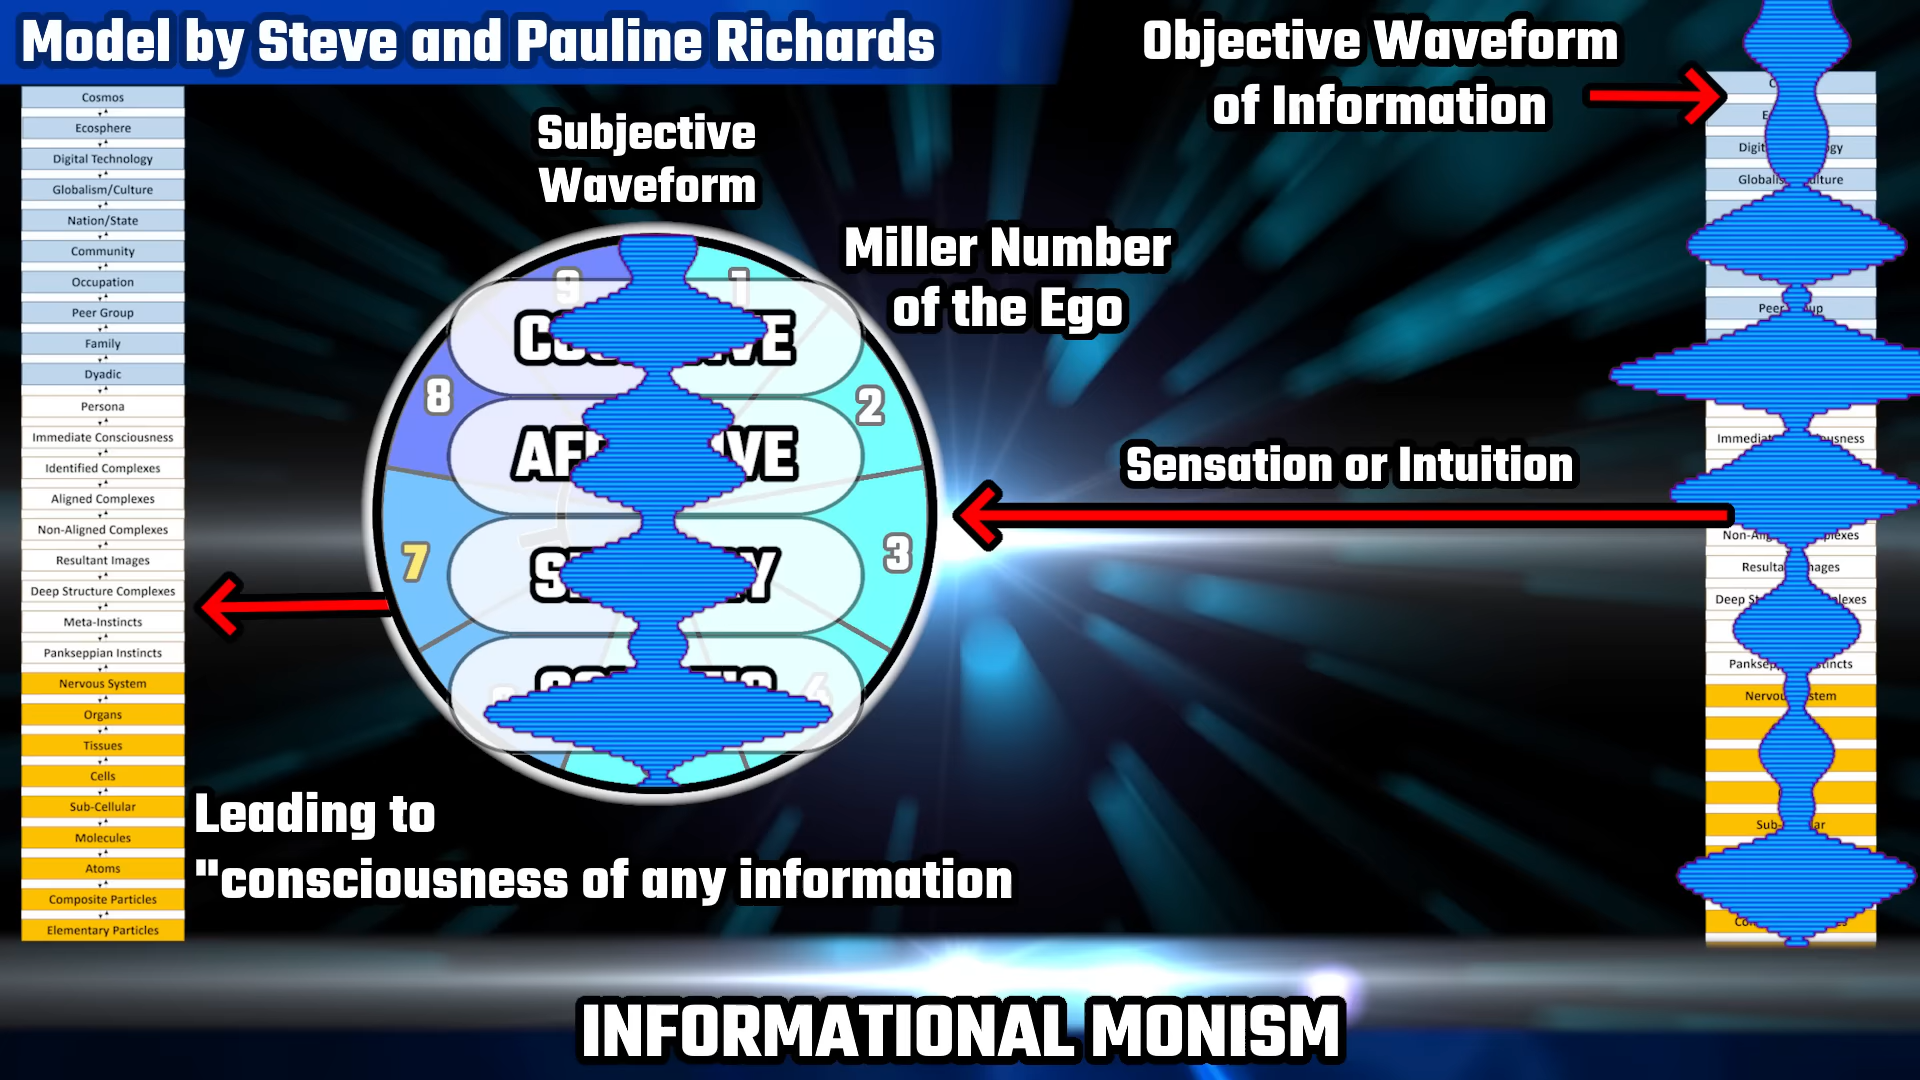 Model by Steve and Pauline Richards
Objective Waveform
of Information
Subjective
Waveform
Miller Number
of the Ego
Sensation or Intuition
Cosmos
Ecosphere
Digital Technology
Globalism/Culture
Nation/State
Community
Occupation
Peer Group
Family
Dyadic
Persona
Immediate Consciousness
Identified Complexes
Aligned Complexes
Non-Aligned Complexes
Resultant Images
Deep Structure Complexes
Meta-Instincts
Pankseppian Instincts
Nervous System
Organs
Tissues
Cells
Sub-Cellular
Molecules
Atoms
Composite Particles
Elementary Particles
9
1
8
2
7
3
4
Leading to
"consciousness of any information
INFORMATIONAL MONISM